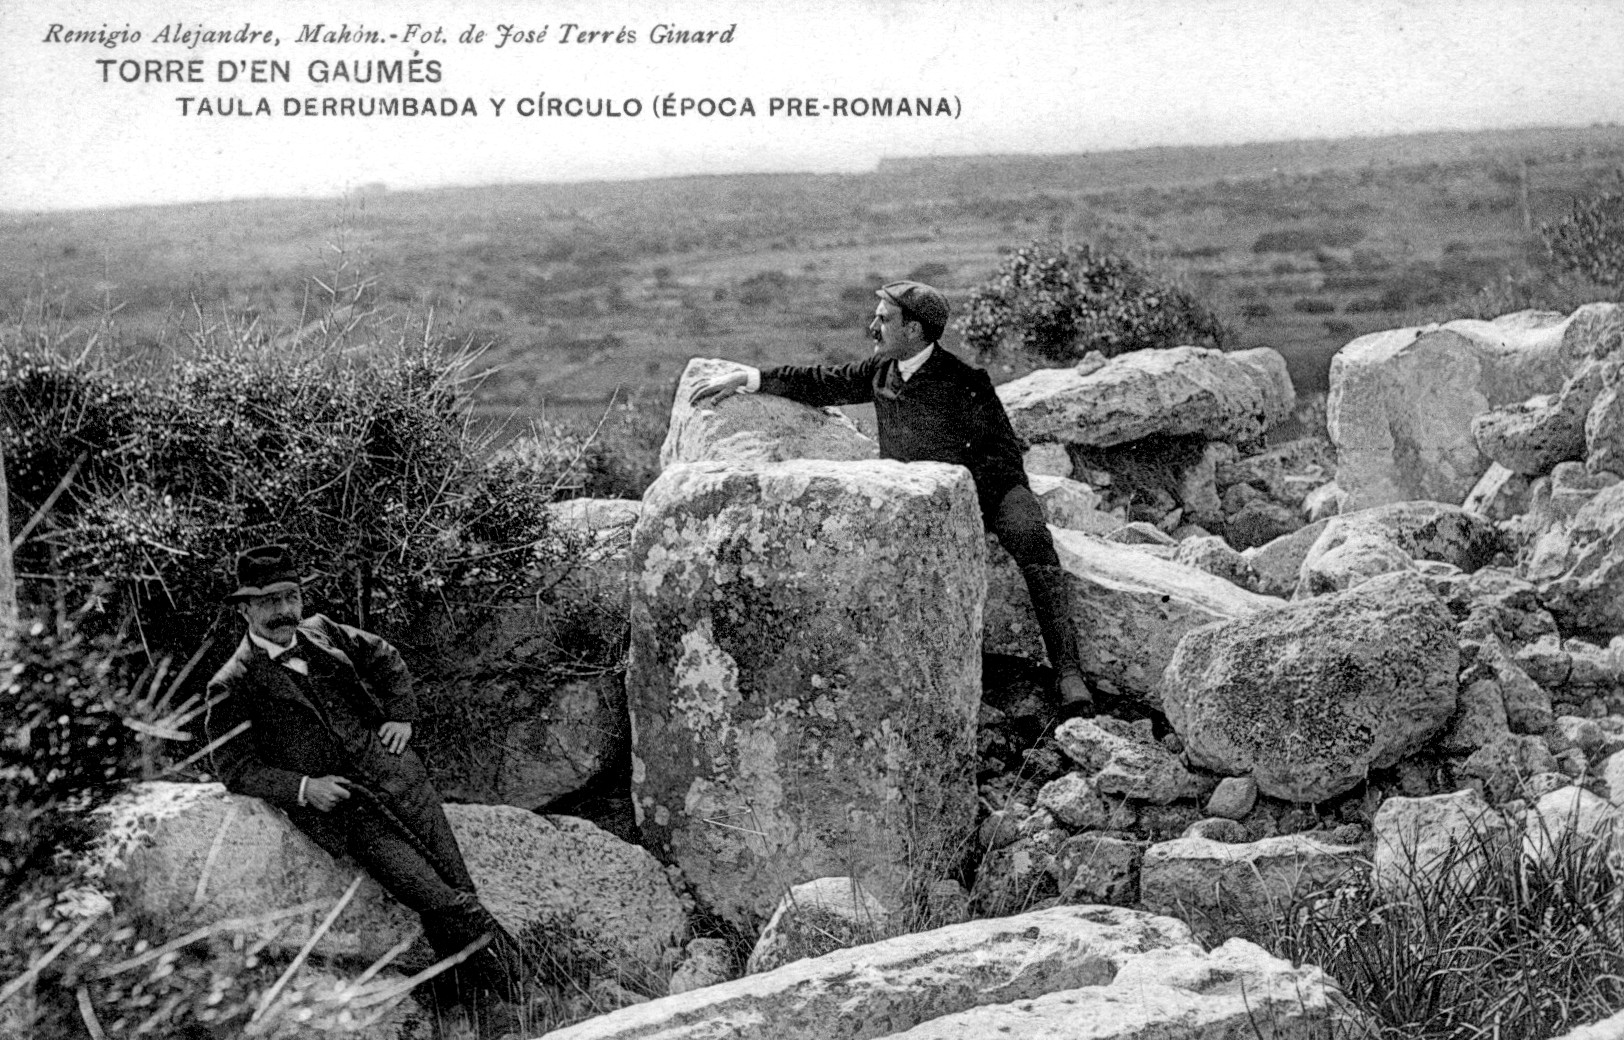 Remigio Alejandre, Mahón.-Fot. de José Terrés Ginard
TORRE D'EN GAUMÉS
TAULA DERRUMBADA Y CÍRCULO (ÉPOCA PRE-ROMANA)